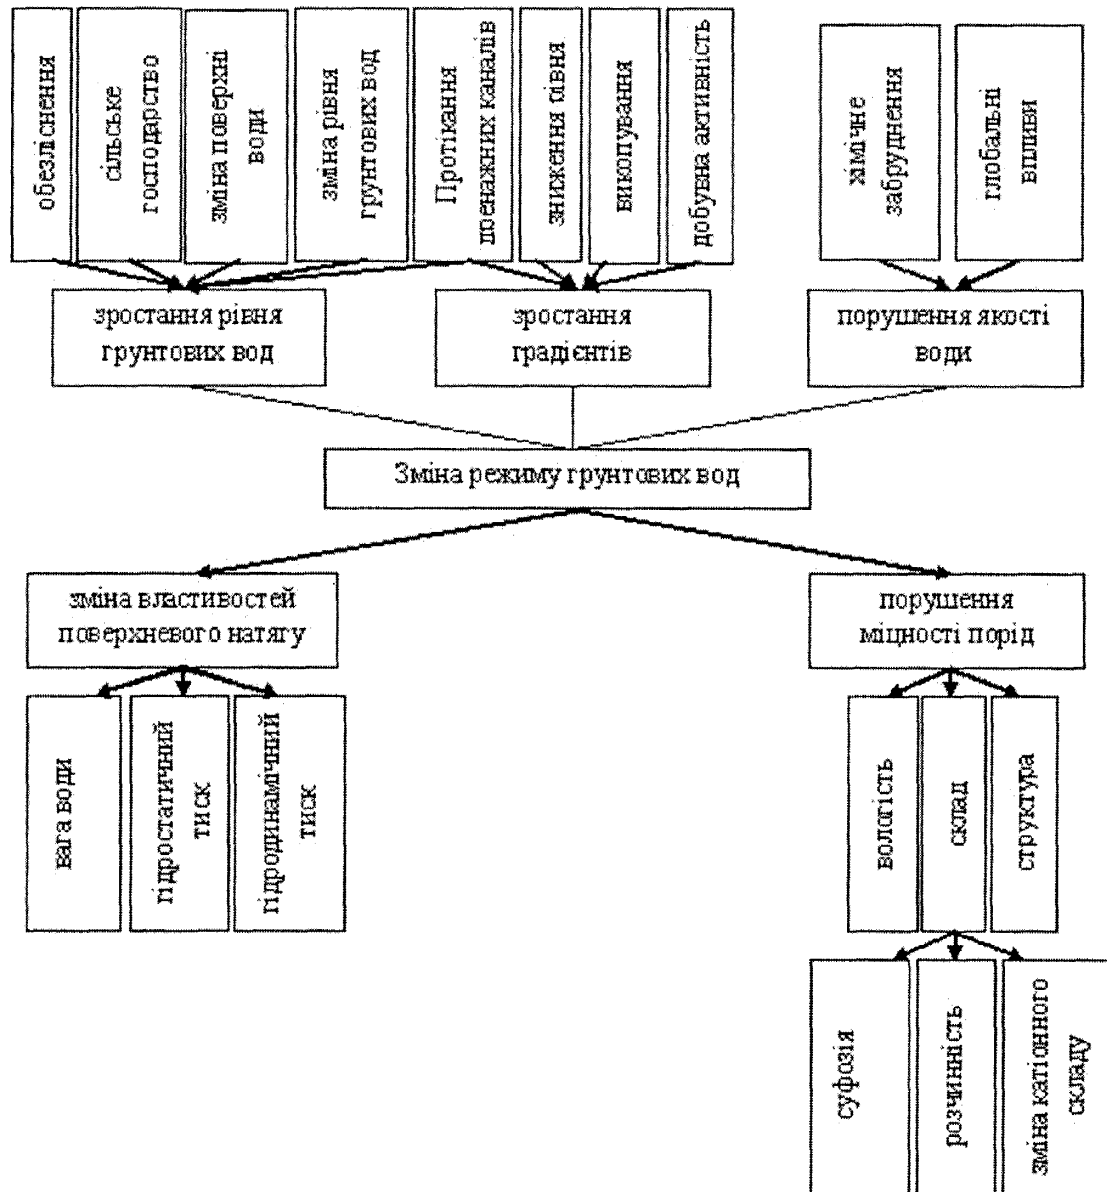 обезліснення
сільське
господарство
зміна поверхні
води
зміна рівня
грунтових вод
Протікання
дренажних каналів
зниження рівня
викопування
добувна активність
хімічне
забруднення
глобальні
впливи
зростання рівня
грунтових вод
зростання
градієнтів
порушення якості
води
Зміна режиму грунтових вод
зміна властивостей
поверхневого натягу
порушення
міцності порід
вага води
гідростатичний
тиск
гідродинамічний
тиск
вологість
склад
структура
суфозія
розчинність
зміна катіонного
складу